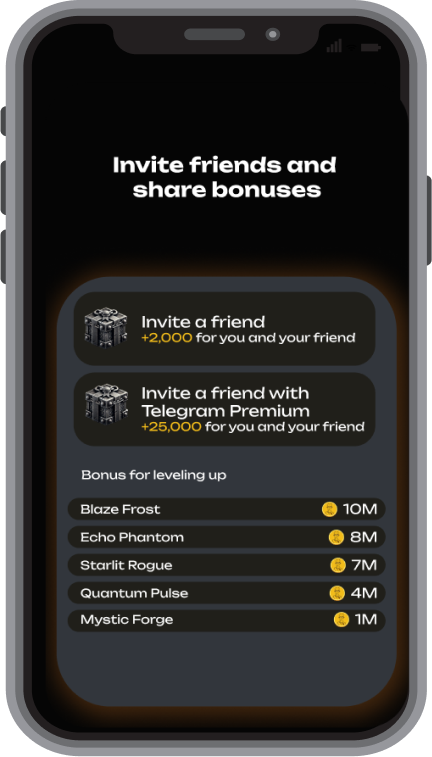 Invite friends and
share bonuses
Invite a friend
+2,000 for you and your friend
Invite a friend with
Telegram Premium
+25,000 for you and your friend
Bonus for leveling up
Blaze Frost 10M
Echo Phantom 8M
Starlit Rogue 7M
Quantum Pulse 4M
Mystic Forge 1M